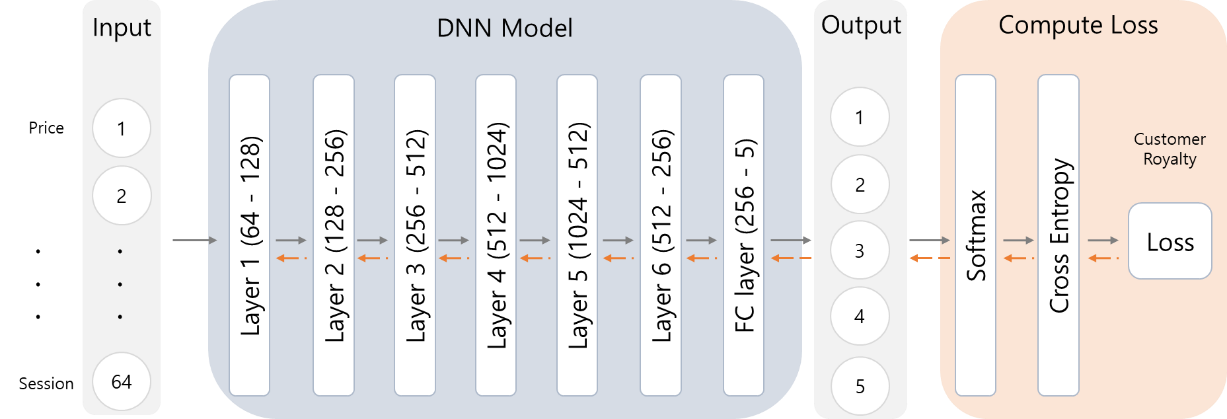 Input
DNN Model
Output
Compute Loss
Price
Session
1
2
64
Layer 1 (64 - 128)
Layer 2 (128 - 256)
Layer 3 (256 - 512)
Layer 4 (512 - 1024)
Layer 5 (1024 - 512)
Layer 6 (512 - 256)
FC layer (256 - 5)
1
2
3
4
5
Softmax
Cross Entropy
Customer
Royalty
Loss